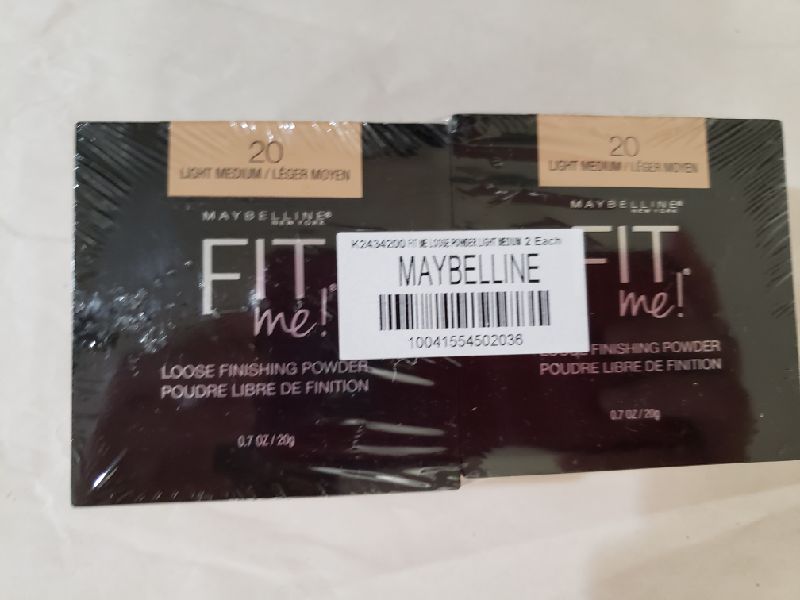 20
LIGHT MEDIUM / LÉGER MOYEN
MAYBELLINE®
NEW YORK
FIT
me!®
LOOSE FINISHING POWDER
POUDRE LIBRE DE FINITION
0.7 OZ / 20g
K2434200 FIT ME LOOSE POWDER LIGHT MEDIUM 2 Each
MAYBELLINE
10041554502036
20
LIGHT MEDIUM / LÉGER MOYEN
MAYBELLINE®
NEW YORK
FIT
me!®
LOOSE FINISHING POWDER
POUDRE LIBRE DE FINITION
0.7 OZ / 20g